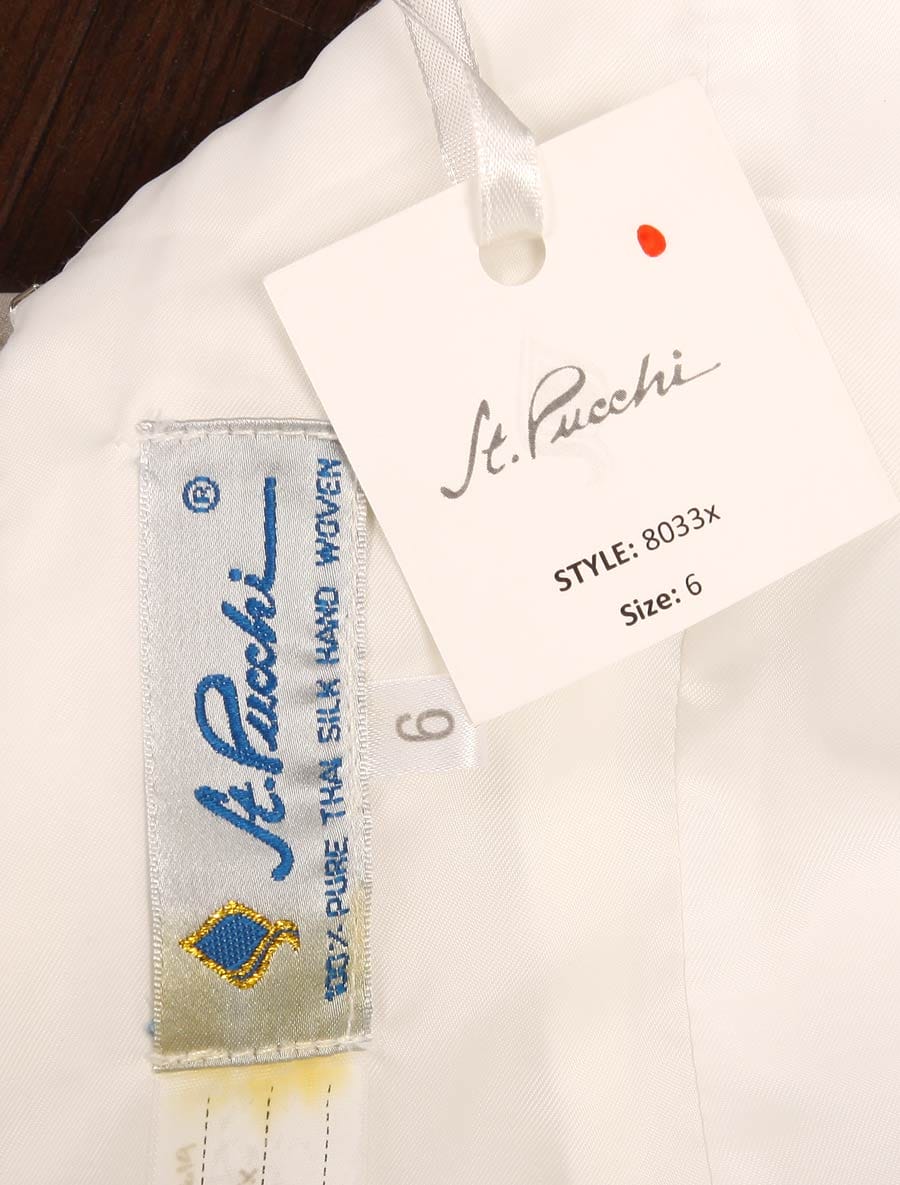 St. Pucchi
STYLE: 8033x
Size: 6
St. Pucchi ®
100% PURE THAI SILK HAND WOVEN
6